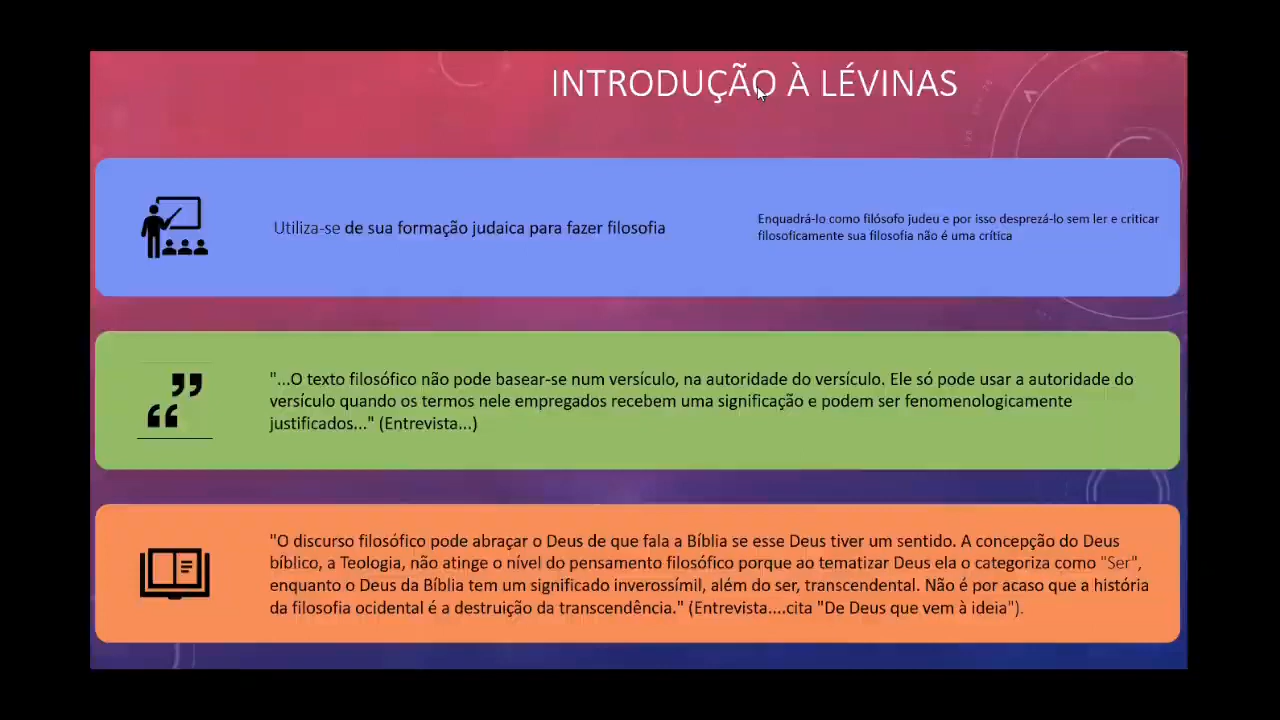 INTRODUÇÃO À LÉVINAS
Utiliza-se de sua formação judaica para fazer filosofia
Enquadrá-lo como filósofo judeu e por isso desprezá-lo sem ler e criticar
filosoficamente sua filosofia não é uma crítica
"...O texto filosófico não pode basear-se num versículo, na autoridade do versículo. Ele só pode usar a autoridade do
versículo quando os termos nele empregados recebem uma significação e podem ser fenomenologicamente
justificados..." (Entrevista...)
"O discurso filosófico pode abraçar o Deus de que fala a Bíblia se esse Deus tiver um sentido. A concepção do Deus
bíblico, a Teologia, não atinge o nível do pensamento filosófico porque ao tematizar Deus ela o categoriza como "Ser",
enquanto o Deus da Bíblia tem um significado inverossímil, além do ser, transcendental. Não é por acaso que a história
da filosofia ocidental é a destruição da transcendência." (Entrevista....cita "De Deus que vem à ideia").